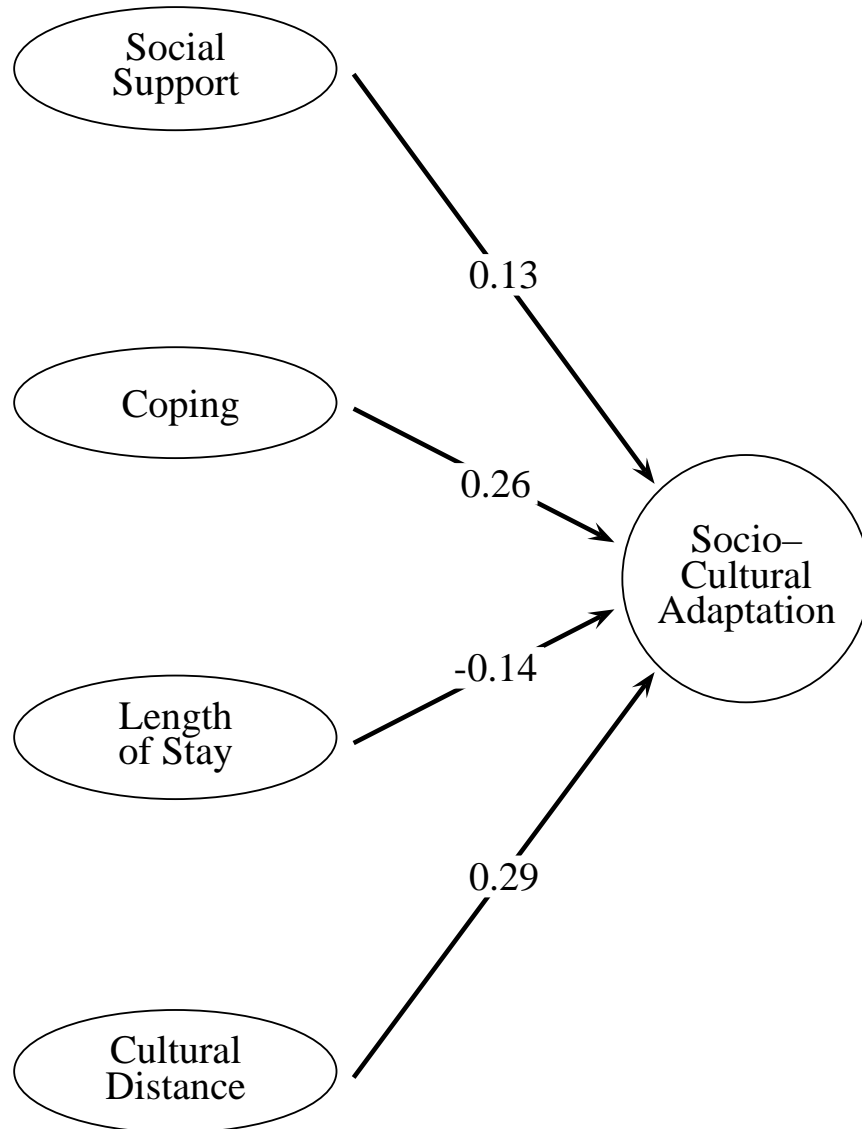 Social
Support
0.13
Coping
0.26
Socio–
Cultural
Adaptation
-0.14
Length
of Stay
0.29
Cultural
Distance